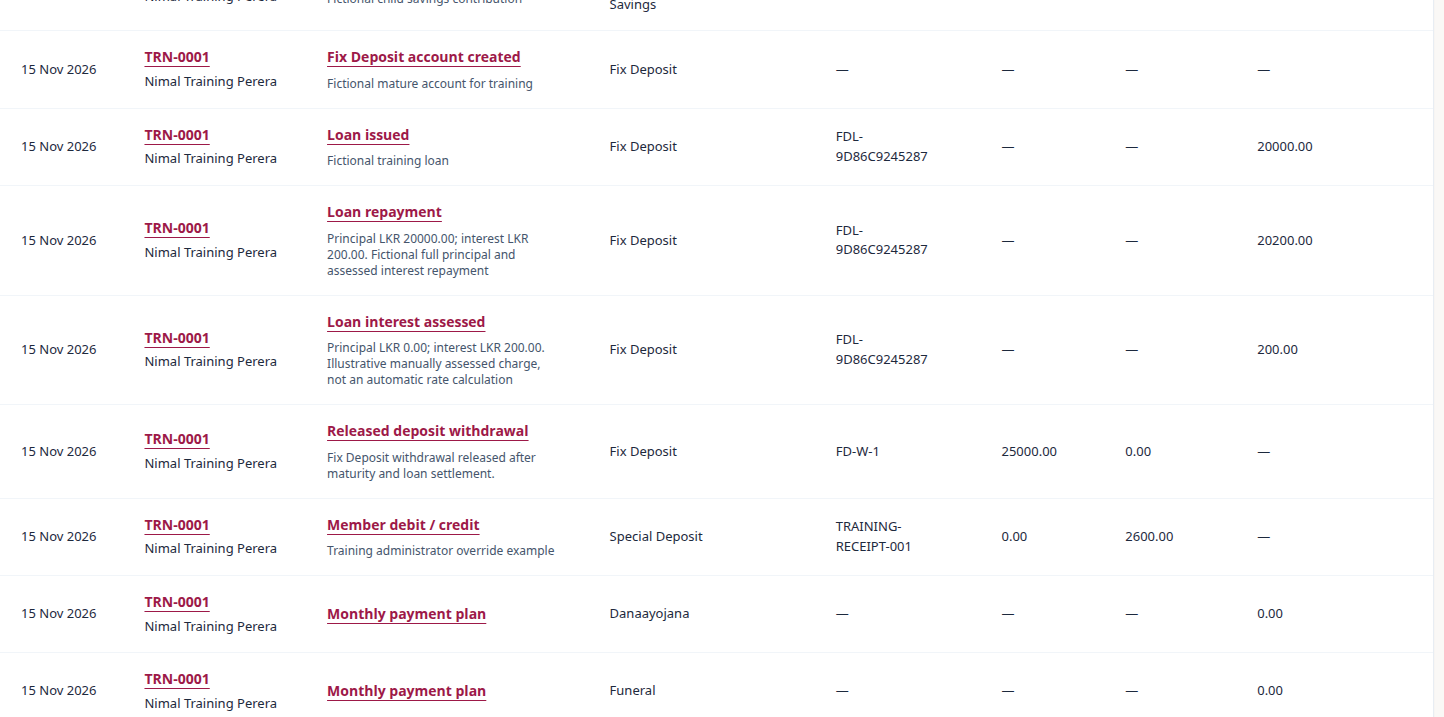 Nimal Training Perera
Fictional child savings contribution
Savings
15 Nov 2026
TRN-0001
Nimal Training Perera
Fix Deposit account created
Fictional mature account for training
Fix Deposit
—
—
—
—
15 Nov 2026
TRN-0001
Nimal Training Perera
Loan issued
Fictional training loan
Fix Deposit
FDL-
9D86C9245287
—
—
20000.00
15 Nov 2026
TRN-0001
Nimal Training Perera
Loan repayment
Principal LKR 20000.00; interest LKR
200.00. Fictional full principal and
assessed interest repayment
Fix Deposit
FDL-
9D86C9245287
—
—
20200.00
15 Nov 2026
TRN-0001
Nimal Training Perera
Loan interest assessed
Principal LKR 0.00; interest LKR 200.00.
Illustrative manually assessed charge,
not an automatic rate calculation
Fix Deposit
FDL-
9D86C9245287
—
—
200.00
15 Nov 2026
TRN-0001
Nimal Training Perera
Released deposit withdrawal
Fix Deposit withdrawal released after
maturity and loan settlement.
Fix Deposit
FD-W-1
25000.00
0.00
—
15 Nov 2026
TRN-0001
Nimal Training Perera
Member debit / credit
Training administrator override example
Special Deposit
TRAINING-
RECEIPT-001
0.00
2600.00
—
15 Nov 2026
TRN-0001
Nimal Training Perera
Monthly payment plan
Danaayojana
—
—
—
0.00
15 Nov 2026
TRN-0001
Nimal Training Perera
Monthly payment plan
Funeral
—
—
—
0.00